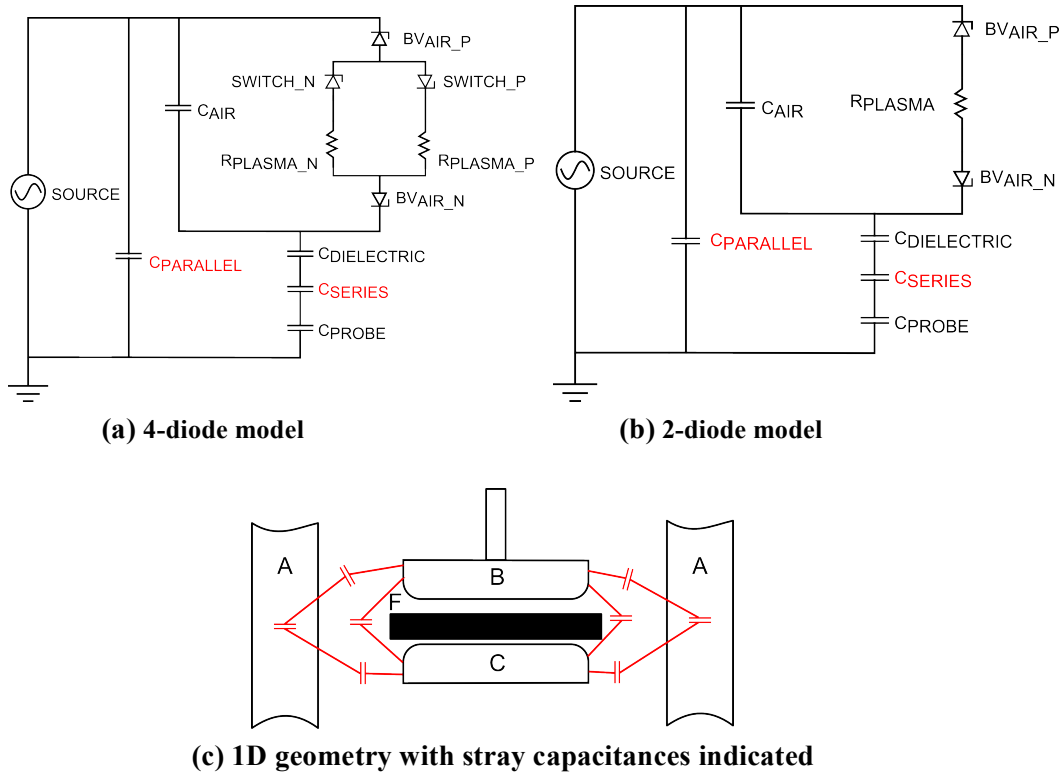 BVAIR_P
SWITCH_N
SWITCH_P
CAIR
RPLASMA_N
RPLASMA_P
SOURCE
BVAIR_N
CPARALLEL
CDIELECTRIC
CSERIES
CPROBE
(a) 4-diode model
BVAIR_P
CAIR
RPLASMA
SOURCE
BVAIR_N
CPARALLEL
CDIELECTRIC
CSERIES
CPROBE
(b) 2-diode model
A
B
A
F
C
(c) 1D geometry with stray capacitances indicated